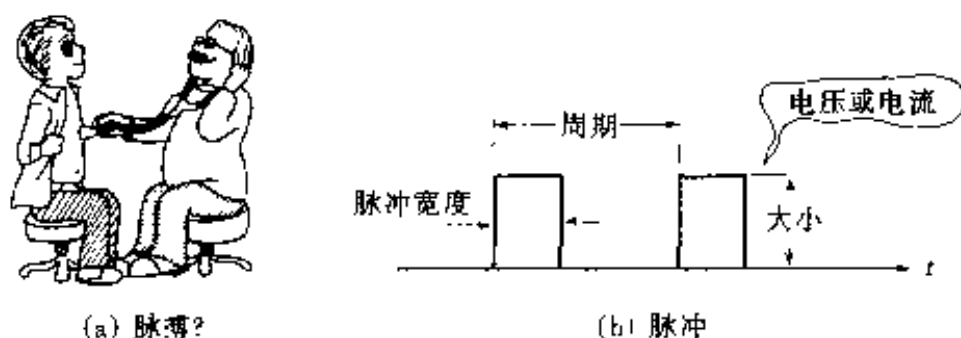 电压或电流
周期
脉冲宽度
大小
t
(a) 脉搏?
(b) 脉冲